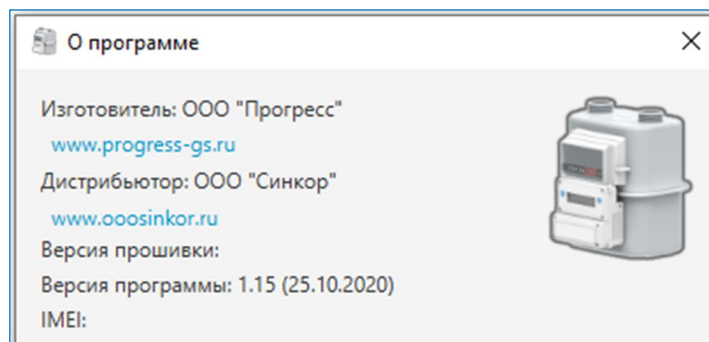 О программе
Изготовитель: ООО "Прогресс"
www.progress-gs.ru
Дистрибьютор: ООО "Синкор"
www.ooosinkor.ru
Версия прошивки:
Версия программы: 1.15 (25.10.2020)
IMEI: